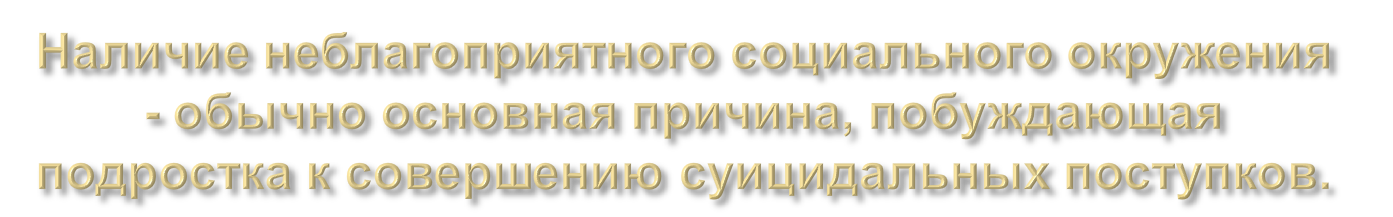 Наличие неблагоприятного социального окружения
- обычно основная причина, побуждающая
подростка к совершению суицидальных поступков.